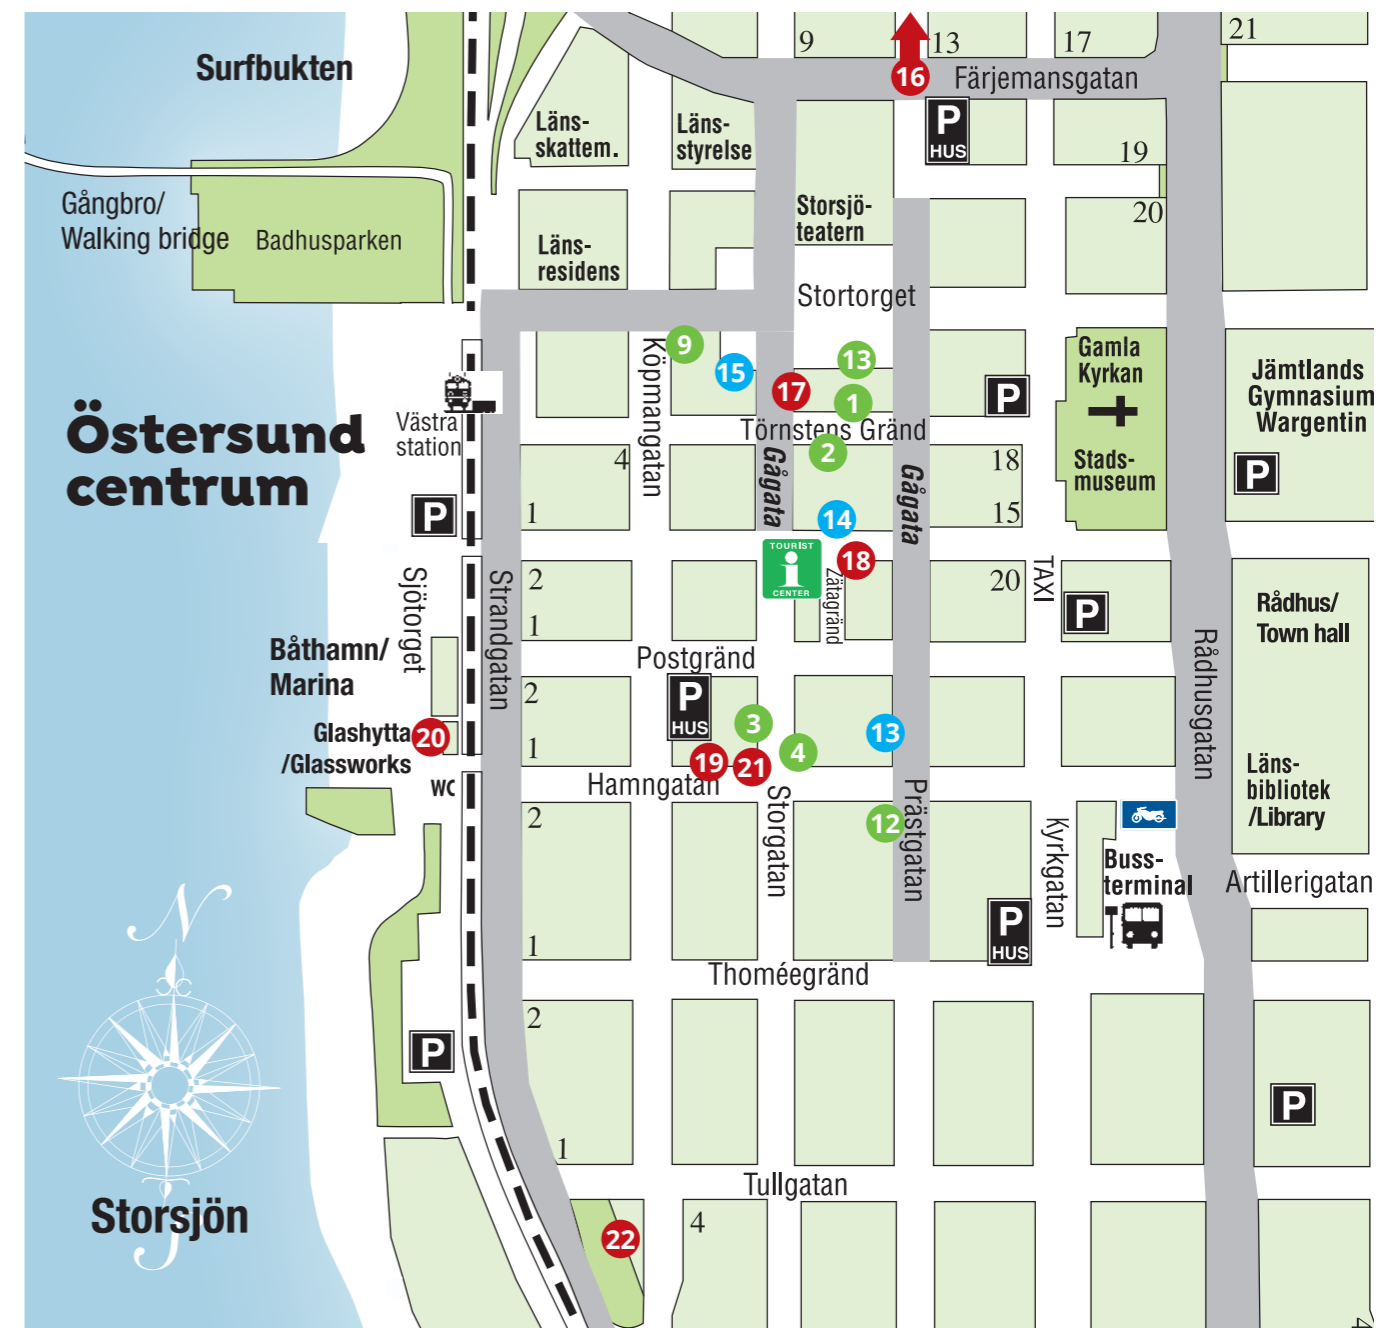 9
13
17
21
16
Färjemansgatan
Surfbukten
P
HUS
Läns-
skattem.
Läns-
styrelse
19
20
Gångbro/
Walking bridge
Badhusparken
Läns-
residens
Storsjö-
teatern
Stortorget
Köpmangatan
9
15
13
17
1
P
Gamla
Kyrkan
Stads-
museum
Jämtlands
Gymnasium
Wargentin
P
Östersund
centrum
Västra
station
Törnstens Gränd
2
Gågata
Gågata
4
1
18
15
P
14
18
TOURIST
i
CENTER
Zätagränd
20
TAXI
P
Rådhus/
Town hall
Sjötorget
Strandgatan
2
1
Rådhusgatan
Båthamn/
Marina
Postgränd
P
HUS
2
1
3
4
13
Glashytta
/Glassworks
20
19
21
WC
Hamngatan
Storgatan
Prästgatan
Läns-
bibliotek
/Library
2
1
12
Kyrkgatan
Buss-
terminal
Artillerigatan
P
HUS
N
Thoméegränd
2
1
P
P
Tullgatan
Storsjön
S
22
4
4